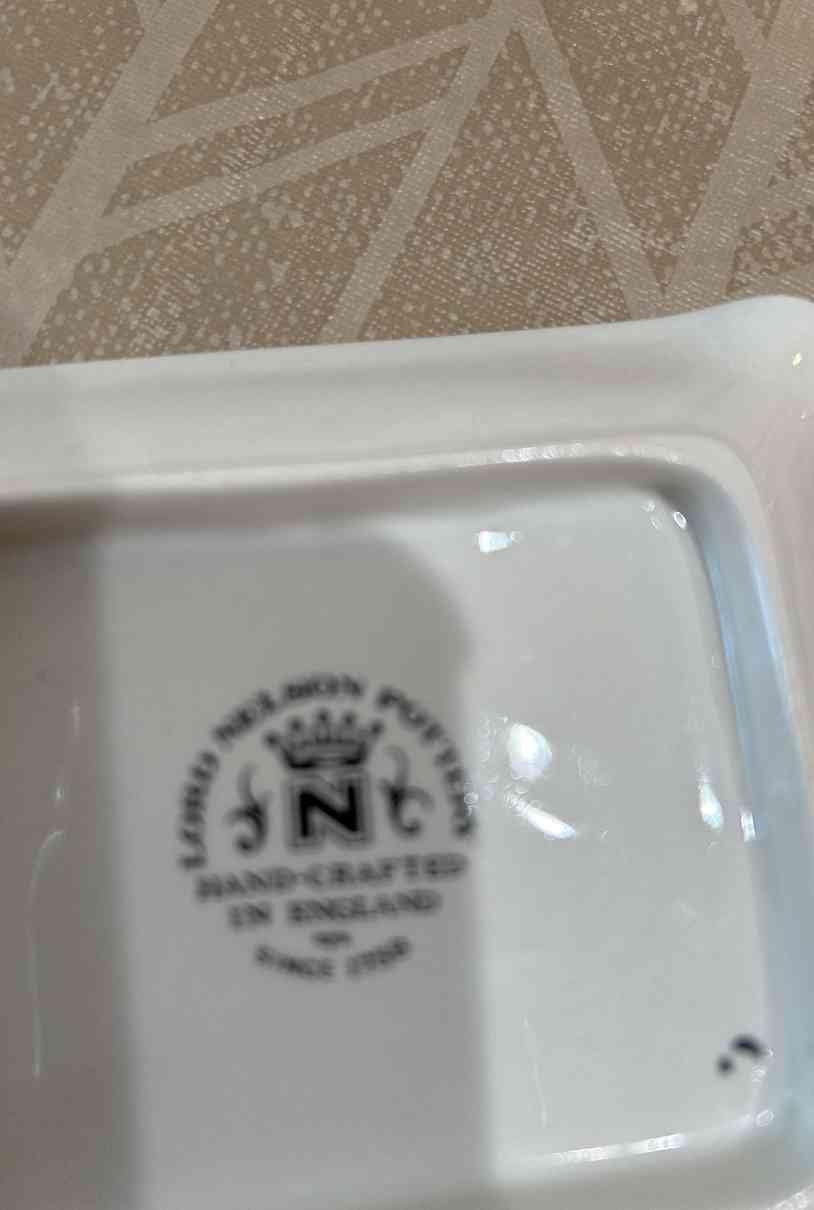 LORD NELSON POTTERY
N
HAND-CRAFTED
IN ENGLAND
SINCE